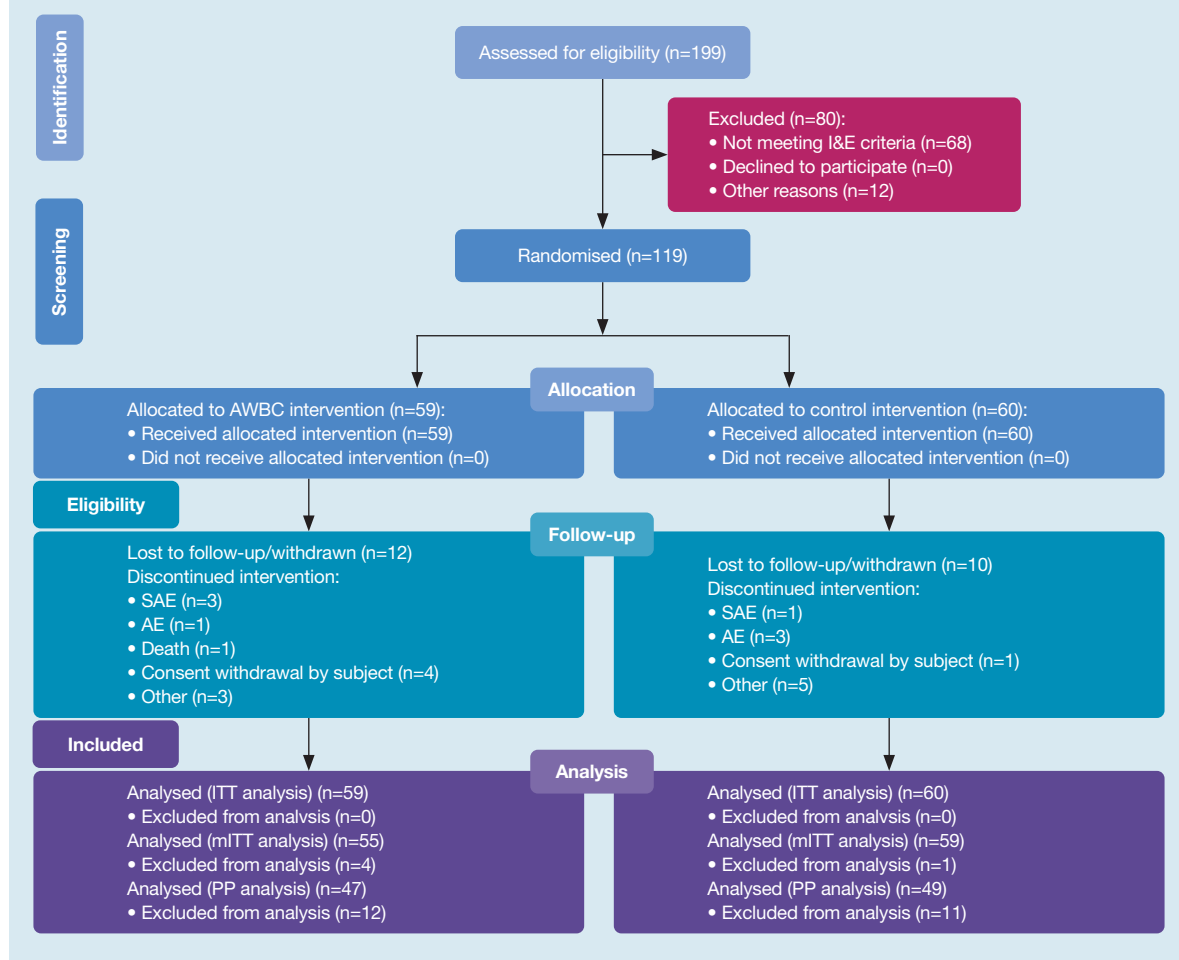 Identification
Assessed for eligibility (n=199)
Excluded (n=80):
• Not meeting I&E criteria (n=68)
• Declined to participate (n=0)
• Other reasons (n=12)
Screening
Randomised (n=119)
Allocation
Allocated to AWBC intervention (n=59):
• Received allocated intervention (n=59)
• Did not receive allocated intervention (n=0)
Allocated to control intervention (n=60):
• Received allocated intervention (n=60)
• Did not receive allocated intervention (n=0)
Eligibility
Follow-up
Lost to follow-up/withdrawn (n=12)
Discontinued intervention:
• SAE (n=3)
• AE (n=1)
• Death (n=1)
• Consent withdrawal by subject (n=4)
• Other (n=3)
Lost to follow-up/withdrawn (n=10)
Discontinued intervention:
• SAE (n=1)
• AE (n=3)
• Consent withdrawal by subject (n=1)
• Other (n=5)
Included
Analysis
Analysed (ITT analysis) (n=59)
• Excluded from analvsis (n=0)
Analysed (mITT analysis) (n=55)
• Excluded from analysis (n=4)
Analysed (PP analysis) (n=47)
• Excluded from analysis (n=12)
Analysed (ITT analysis) (n=60)
• Excluded from analvsis (n=0)
Analysed (mITT analysis) (n=59)
• Excluded from analysis (n=1)
Analysed (PP analysis) (n=49)
• Excluded from analysis (n=11)